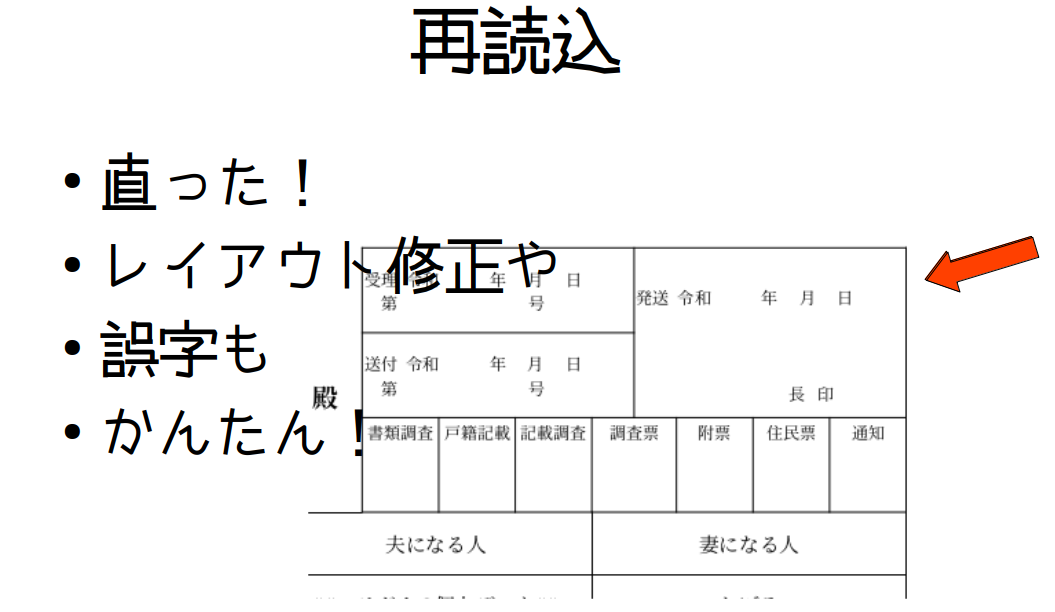 再読込
• 直った！
• レイアウト修正や
• 誤字も
• かんたん！
受理 令和 年 月 日
第 号
発送 令和 年 月 日
送付 令和 年 月 日
第 号
殿
長 印
書類調査 戸籍記載 記載調査 調査票 附票 住民票 通知
夫になる人 妻になる人